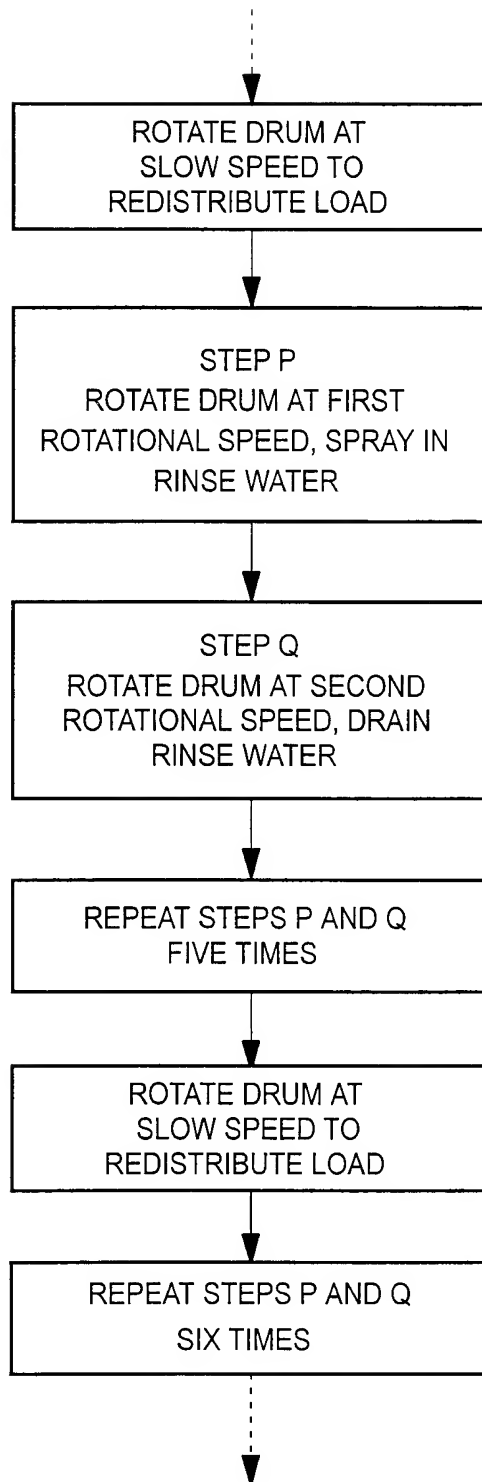 ROTATE DRUM AT
SLOW SPEED TO
REDISTRIBUTE LOAD
STEP P
ROTATE DRUM AT FIRST
ROTATIONAL SPEED, SPRAY IN
RINSE WATER
STEP Q
ROTATE DRUM AT SECOND
ROTATIONAL SPEED, DRAIN
RINSE WATER
REPEAT STEPS P AND Q
FIVE TIMES
ROTATE DRUM AT
SLOW SPEED TO
REDISTRIBUTE LOAD
REPEAT STEPS P AND Q
SIX TIMES